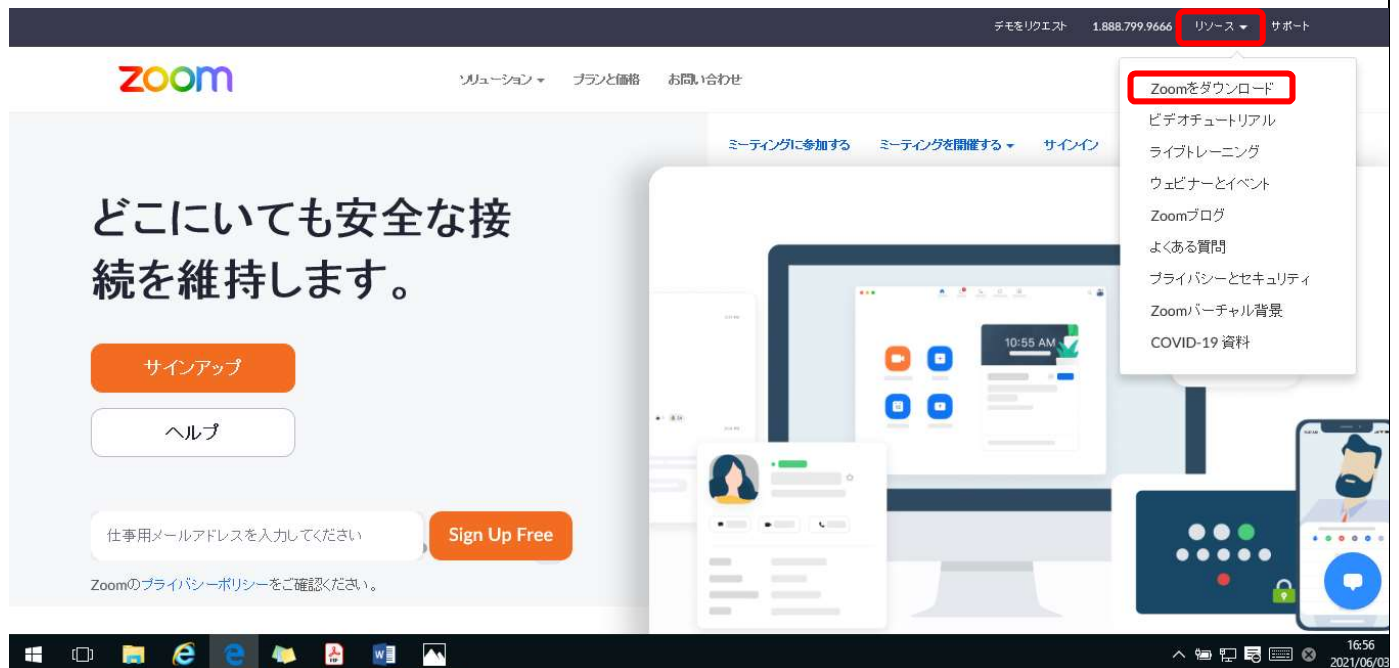 デモをリクエスト 1.888.799.9666 リソース サポート
zoom ソリューション プランと価格 お問い合わせ
Zoomをダウンロード
ビデオチュートリアル
ライブトレーニング
ウェビナーとイベント
Zoomブログ
よくある質問
プライバシーとセキュリティ
Zoomバーチャル背景
COVID-19 資料
ミーティングに参加する ミーティングを開催する サインイン
どこにいても安全な接
続を維持します。
サインアップ
ヘルプ
仕事用メールアドレスを入力してください Sign Up Free
Zoomのプライバシーポリシーをご確認ください。
10:55 AM
16:56
2021/06/03